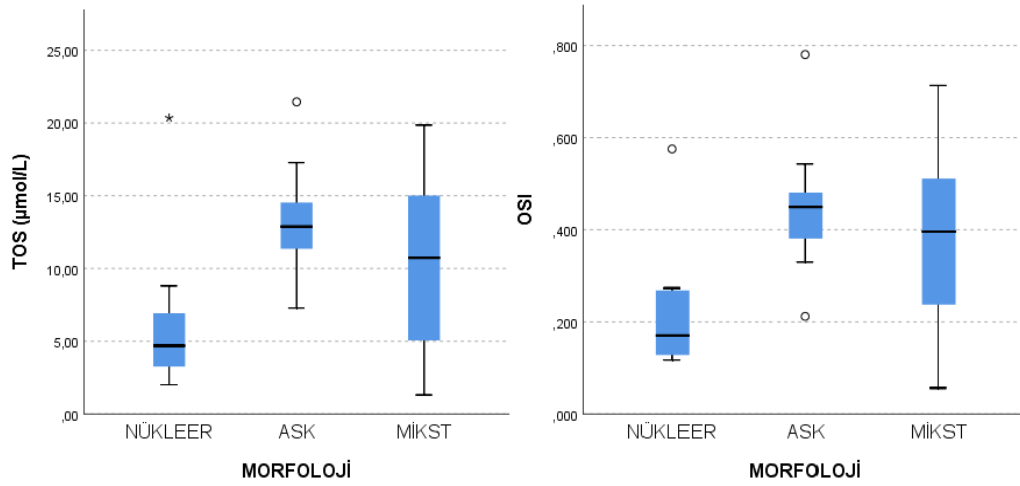 TOS (µmol/L)
25,00
20,00
15,00
10,00
5,00
,00
NÜKLEER ASK MİKST
MORFOLOJİ
OSI
,800
,600
,400
,200
,000
NÜKLEER ASK MİKST
MORFOLOJİ